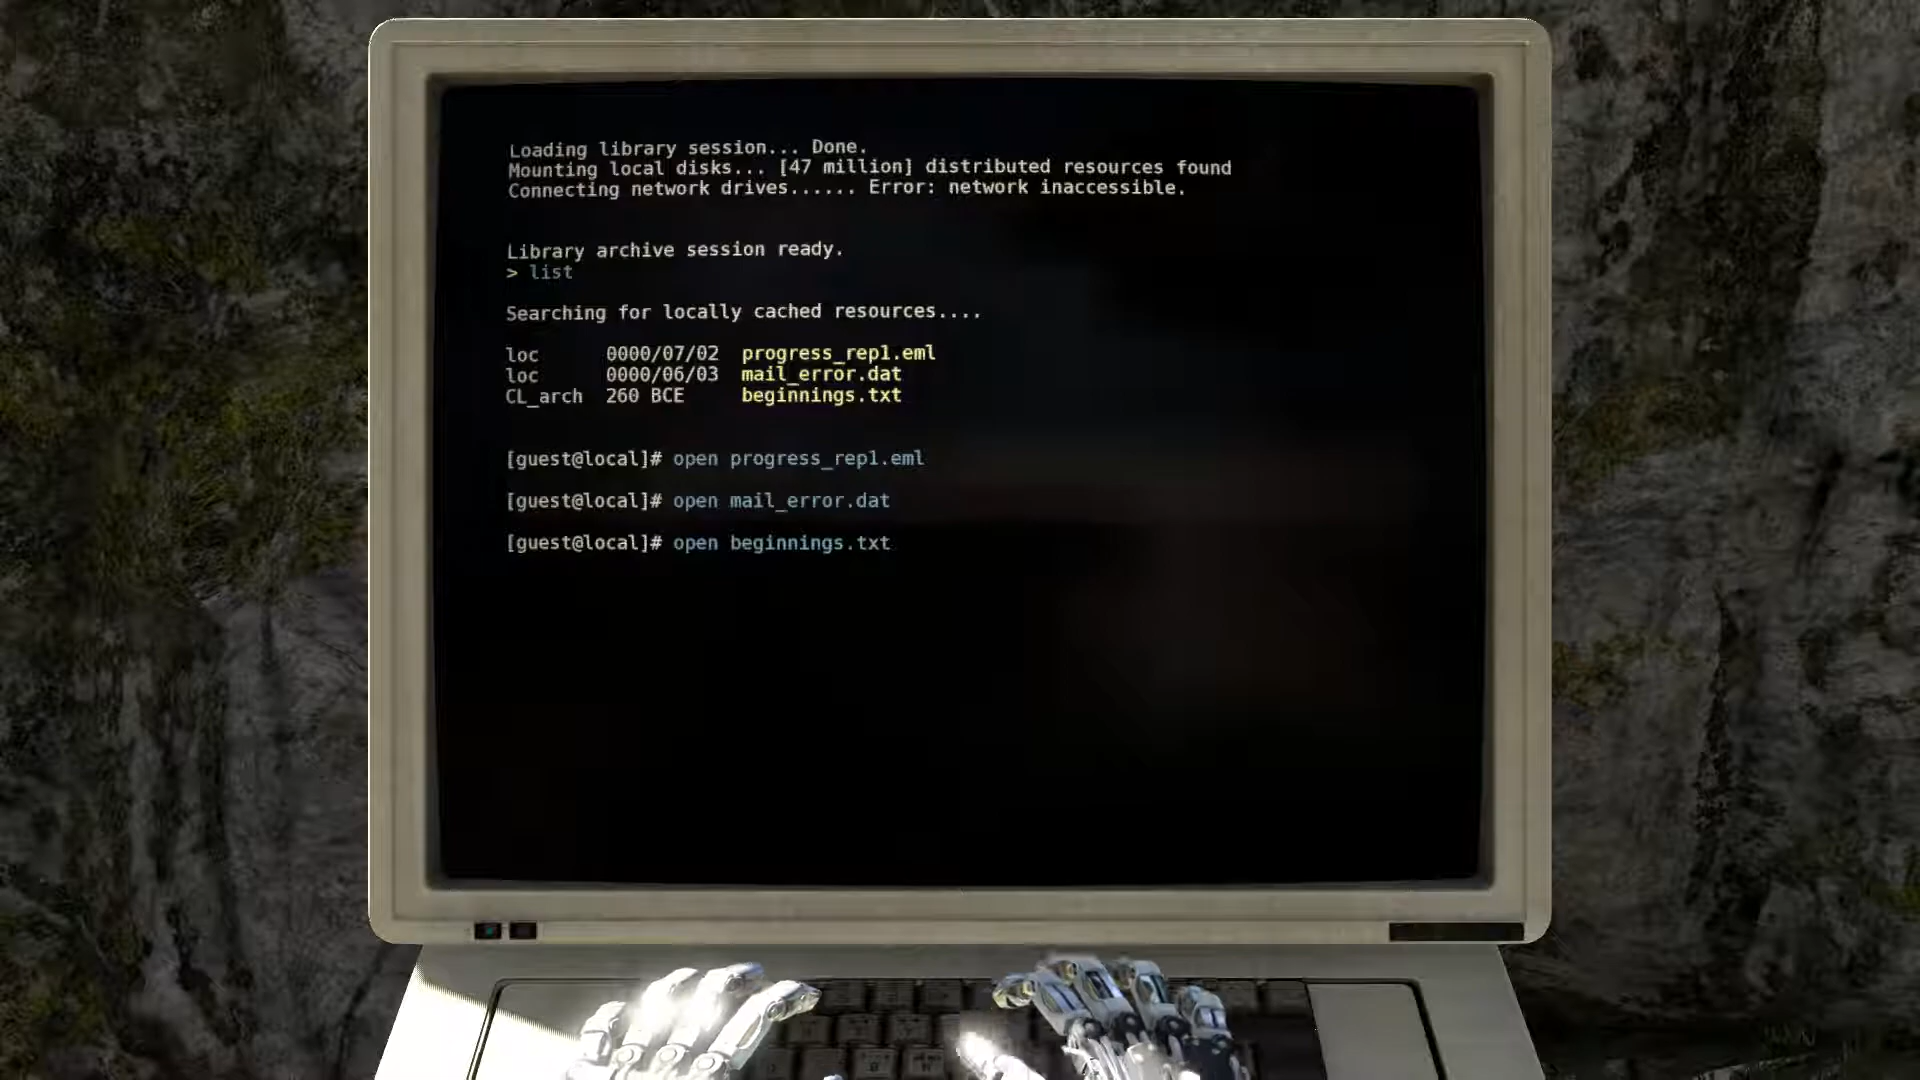 Loading library session... Done.
Mounting local disks... [47 million] distributed resources found
Connecting network drives...... Error: network inaccessible.
Library archive session ready.
> list
Searching for locally cached resources....
loc 0000/07/02 progress_rep1.eml
loc 0000/06/03 mail_error.dat
CL_arch 260 BCE beginnings.txt
[guest@local]# open progress_rep1.eml
[guest@local]# open mail_error.dat
[guest@local]# open beginnings.txt